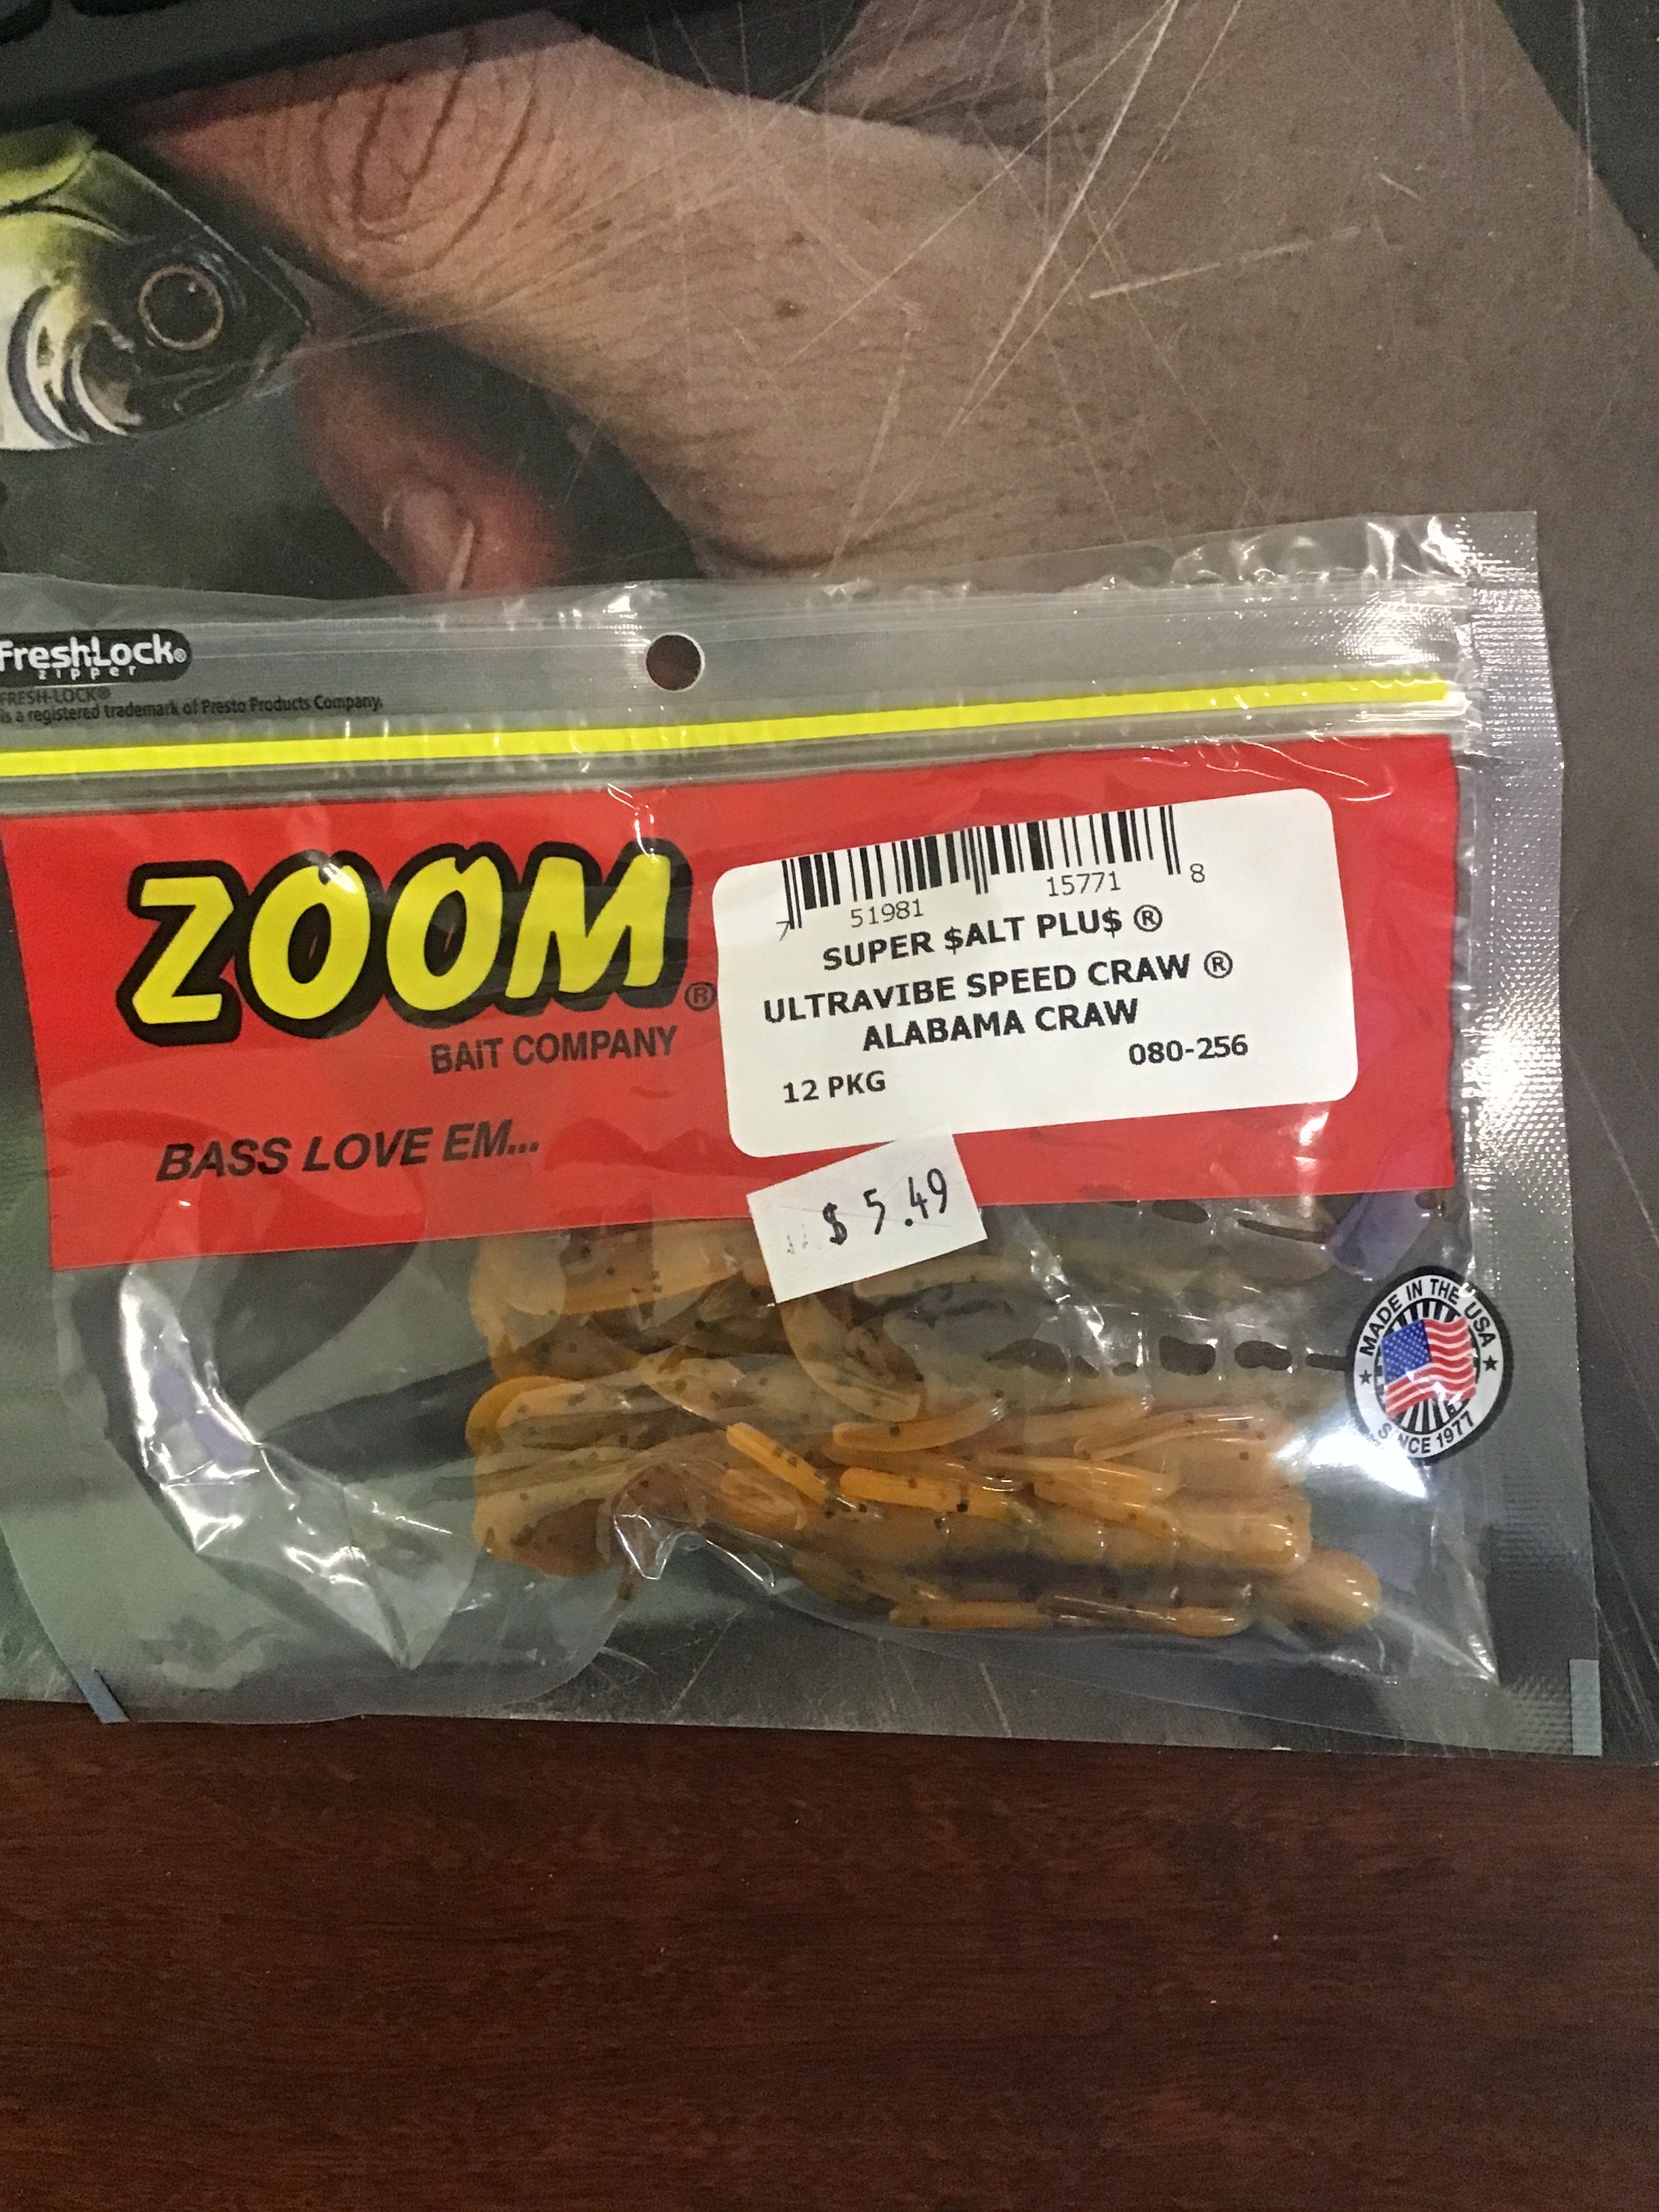 FreshLock®
zipper
FRESH-LOCK®
is a registered trademark of Presto Products Company.
ZOOM®
BAIT COMPANY
BASS LOVE EM...
7 51981 15771 8
SUPER $ALT PLU$ ®
ULTRAVIBE SPEED CRAW ®
ALABAMA CRAW
080-256
12 PKG
$5.49
MADE IN THE USA
SINCE 1977